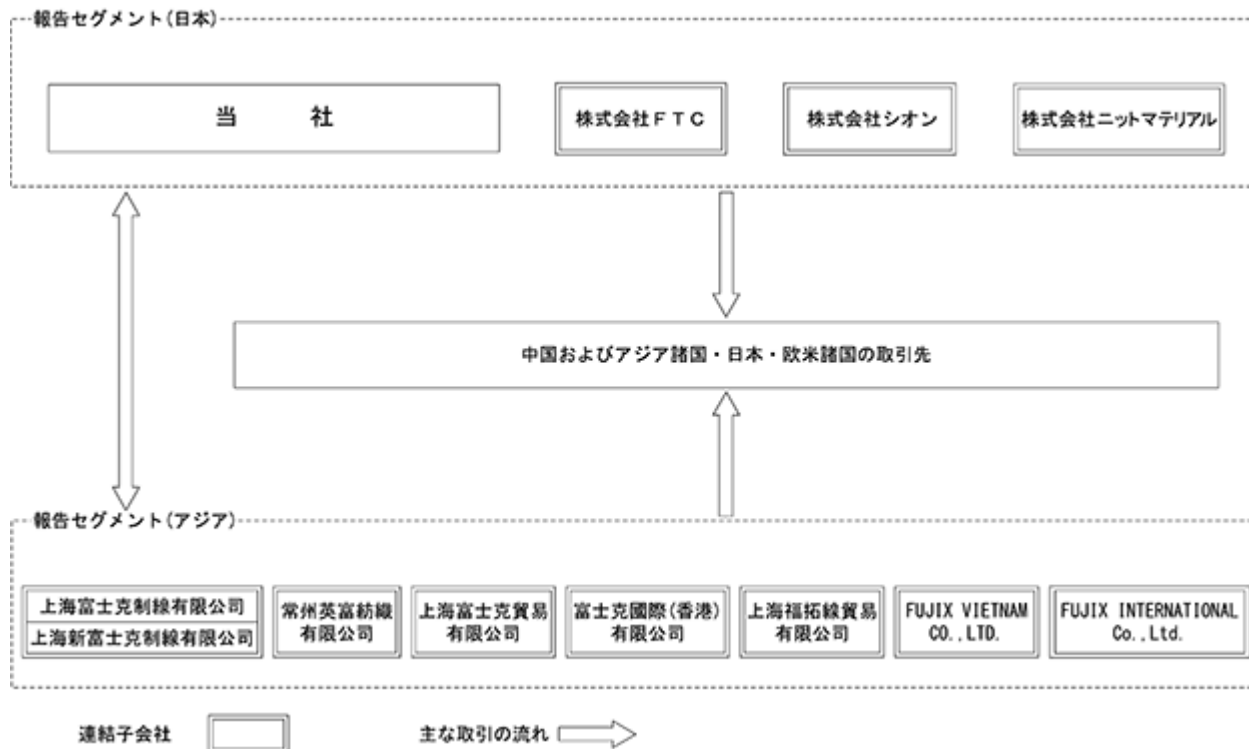 報告セグメント(日本)
当　　社
株式会社ＦＴＣ
株式会社シオン
株式会社ニットマテリアル
中国およびアジア諸国・日本・欧米諸国の取引先
報告セグメント(アジア)
上海富士克制線有限公司
上海新富士克制線有限公司
常州英富紡織
有限公司
上海富士克貿易
有限公司
富士克國際(香港)
有限公司
上海福拓線貿易
有限公司
FUJIX VIETNAM
CO.,LTD.
FUJIX INTERNATIONAL
Co.,Ltd.
連結子会社
主な取引の流れ